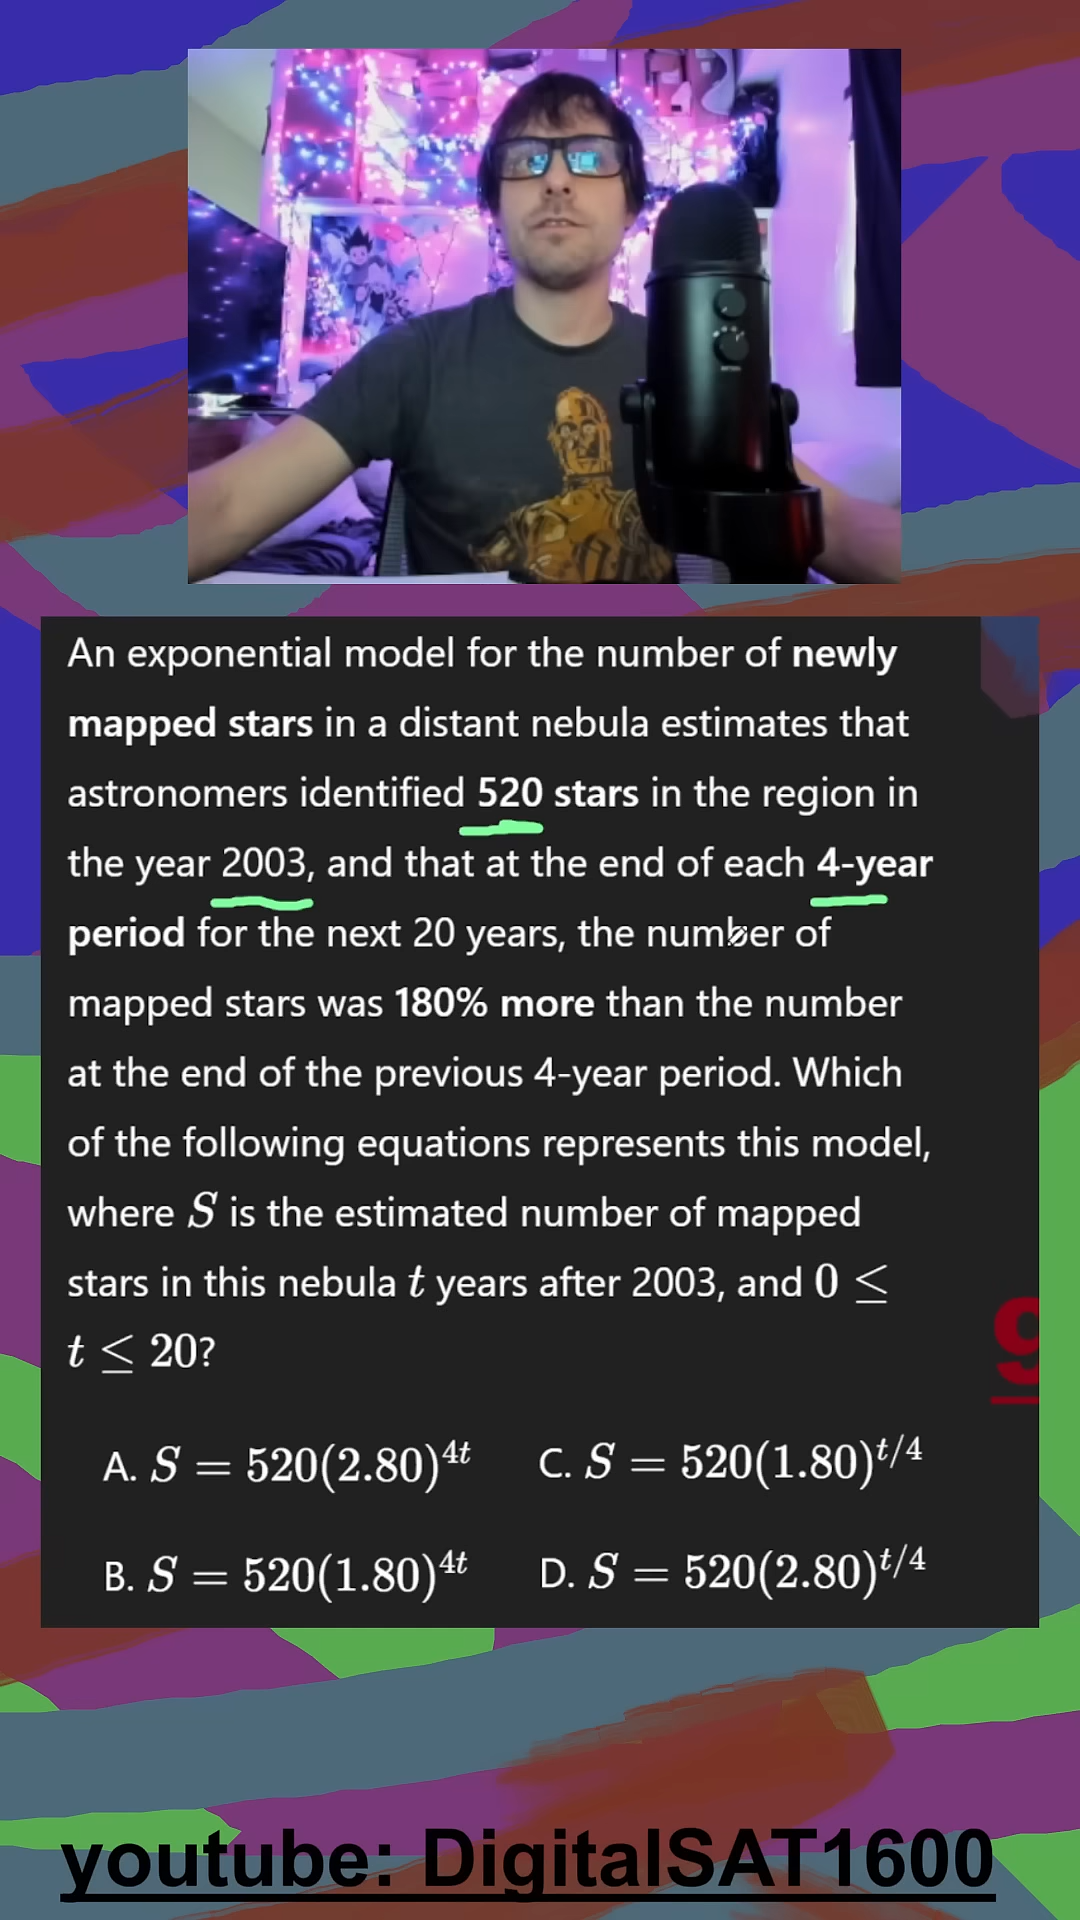 An exponential model for the number of newly
mapped stars in a distant nebula estimates that
astronomers identified 520 stars in the region in
the year 2003, and that at the end of each 4-year
period for the next 20 years, the number of
mapped stars was 180% more than the number
at the end of the previous 4-year period. Which
of the following equations represents this model,
where S is the estimated number of mapped
stars in this nebula t years after 2003, and 0 ≤
t ≤ 20?
A. S = 520(2.80)^{4t}
C. S = 520(1.80)^{t/4}
B. S = 520(1.80)^{4t}
D. S = 520(2.80)^{t/4}
youtube: DigitalSAT1600